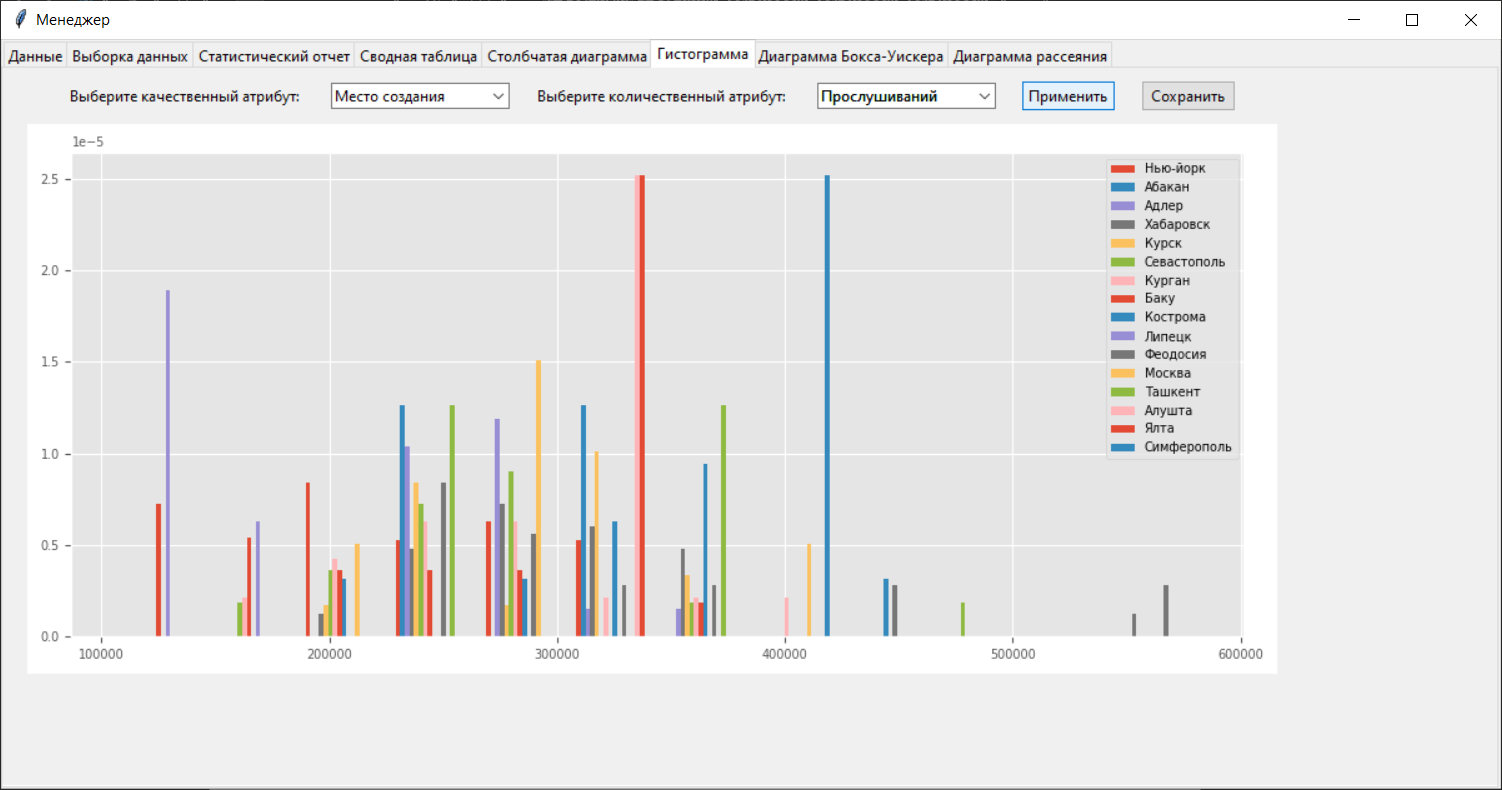 Менеджер
Данные Выборка данных Статистический отчет Сводная таблица Столбчатая диаграмма Гистограмма Диаграмма Бокса-Уискера Диаграмма рассеяния
Выберите качественный атрибут: Место создания Выберите количественный атрибут: Прослушиваний Применить Сохранить
1e−5
2.5
2.0
1.5
1.0
0.5
0.0
100000 200000 300000 400000 500000 600000
Нью-йорк
Абакан
Адлер
Хабаровск
Курск
Севастополь
Курган
Баку
Кострома
Липецк
Феодосия
Москва
Ташкент
Алушта
Ялта
Симферополь